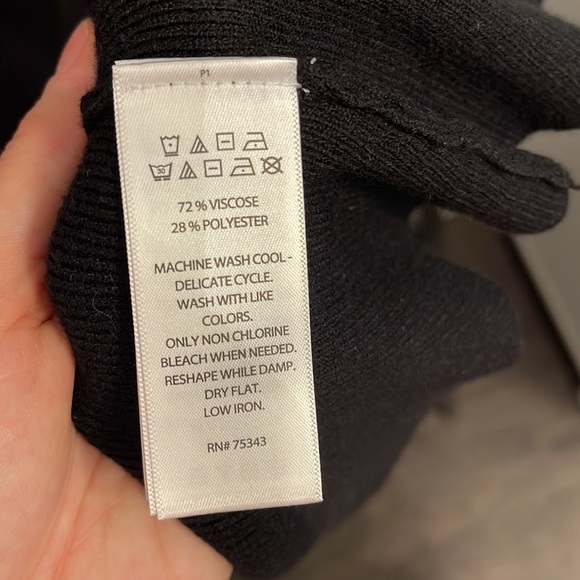 P1
30
72 % VISCOSE
28 % POLYESTER
MACHINE WASH COOL -
DELICATE CYCLE.
WASH WITH LIKE
COLORS.
ONLY NON CHLORINE
BLEACH WHEN NEEDED.
RESHAPE WHILE DAMP.
DRY FLAT.
LOW IRON.
RN# 75343